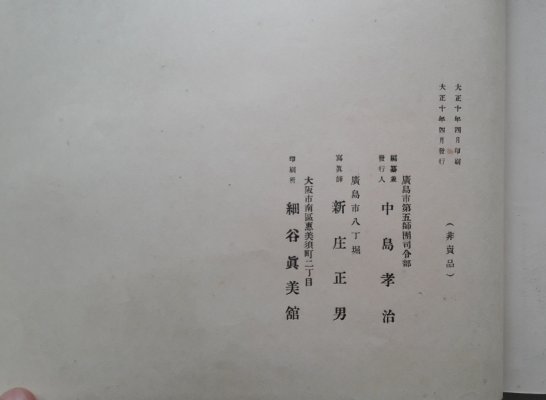 大正十年四月印刷
大正十年四月發行
(非賣品)
廣島市第五師團司令部
編纂兼發行人 中島孝治
廣島市八丁堀
寫眞師 新庄正男
大阪市南區惠美須町二丁目
印刷所 細谷眞美舘